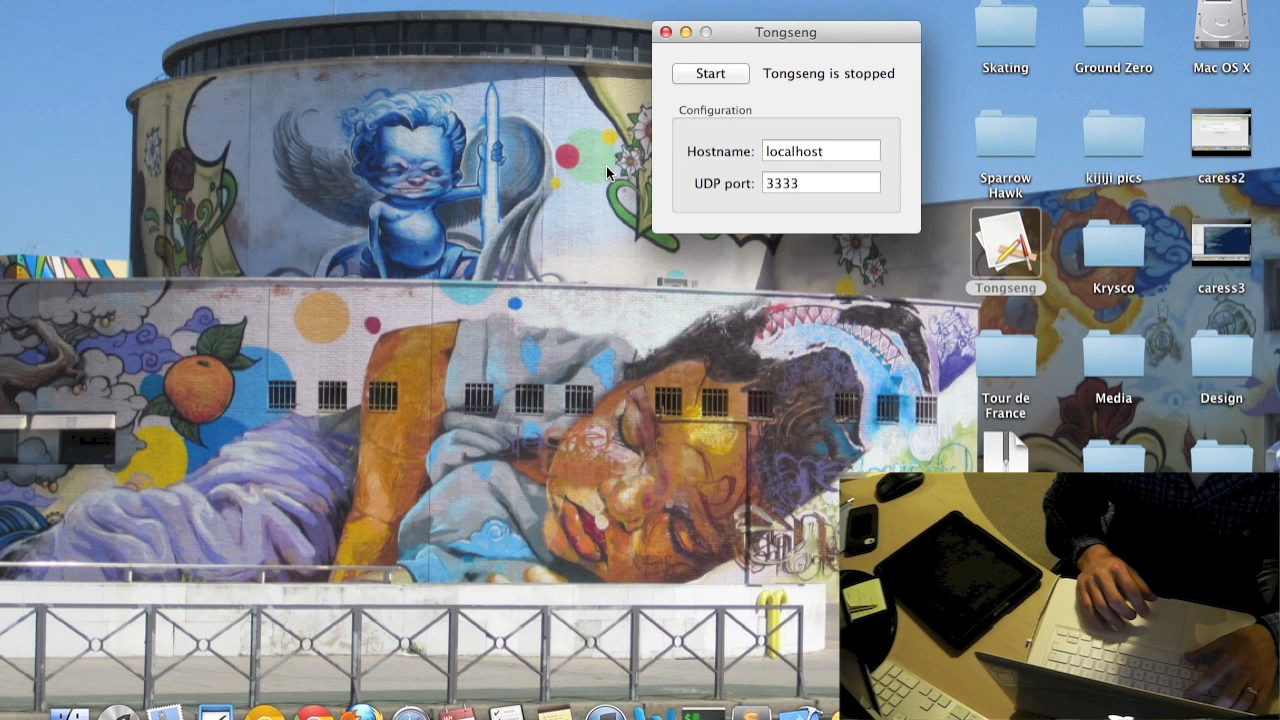 Tongseng
Start
Tongseng is stopped
Configuration
Hostname:
localhost
UDP port:
3333
Skating
Ground Zero
Mac OS X
Sparrow
Hawk
kijiji pics
caress2
Tongseng
Krysco
caress3
Tour de
France
Media
Design